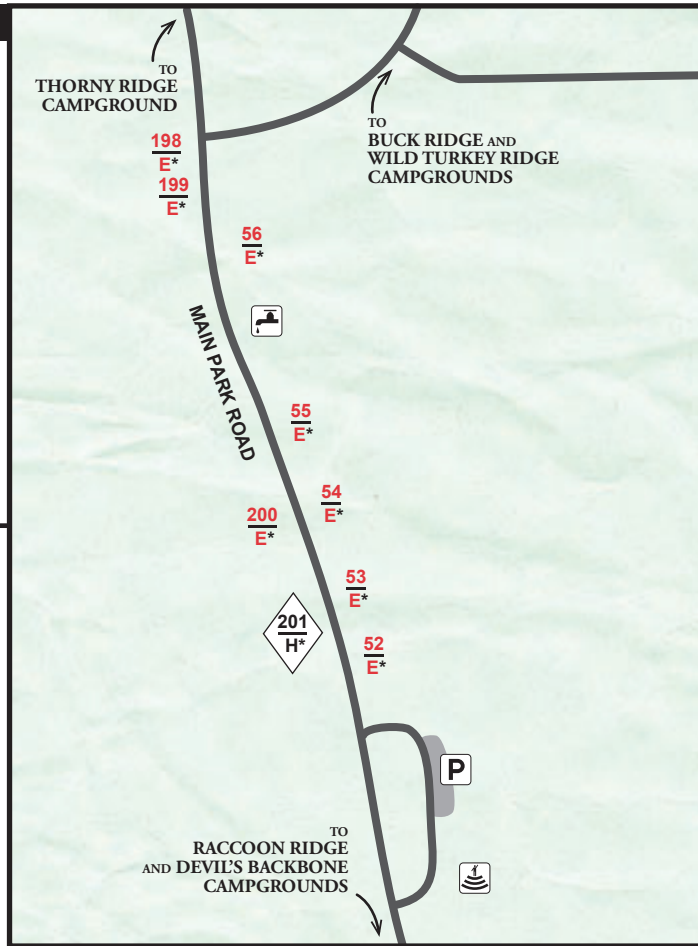 TO
THORNY RIDGE
CAMPGROUND
TO
BUCK RIDGE AND
WILD TURKEY RIDGE
CAMPGROUNDS
198
E*
199
E*
56
E*
MAIN PARK ROAD
55
E*
54
E*
200
E*
53
E*
201
H*
52
E*
P
TO
RACCOON RIDGE
AND DEVIL'S BACKBONE
CAMPGROUNDS